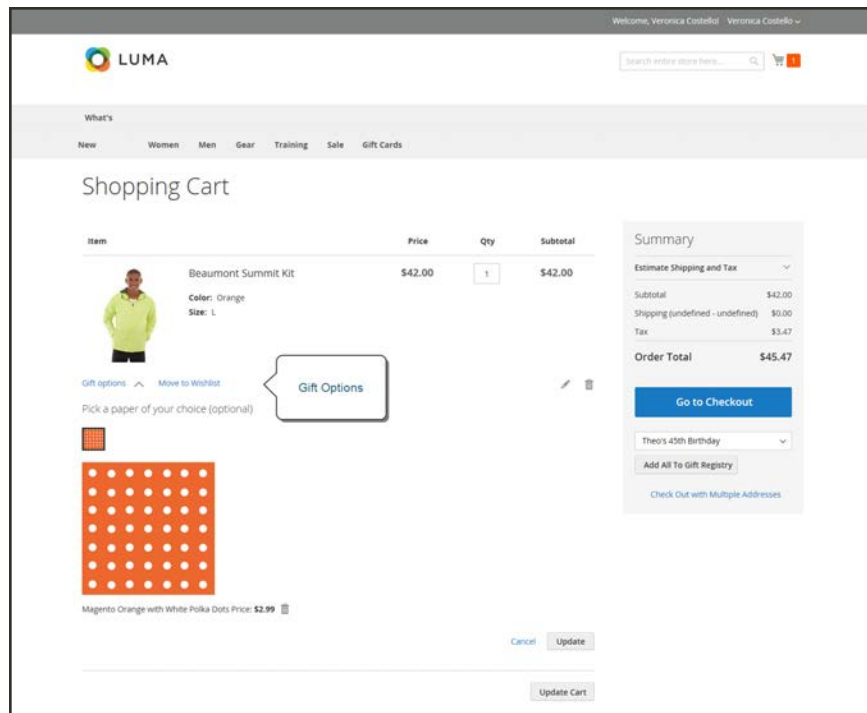 Welcome, Veronica Costello! Veronica Costello
LUMA
Search entire store here...
1
What's
New Women Men Gear Training Sale Gift Cards
Shopping Cart
Item Price Qty Subtotal
Beaumont Summit Kit $42.00 1 $42.00
Color: Orange
Size: L
Gift options Move to Wishlist
Gift Options
Pick a paper of your choice (optional)
Magento Orange with White Polka Dots Price: $2.99
Cancel Update
Update Cart
Summary
Estimate Shipping and Tax
Subtotal $42.00
Shipping (undefined - undefined) $0.00
Tax $3.47
Order Total $45.47
Go to Checkout
Theo's 45th Birthday
Add All To Gift Registry
Check Out with Multiple Addresses